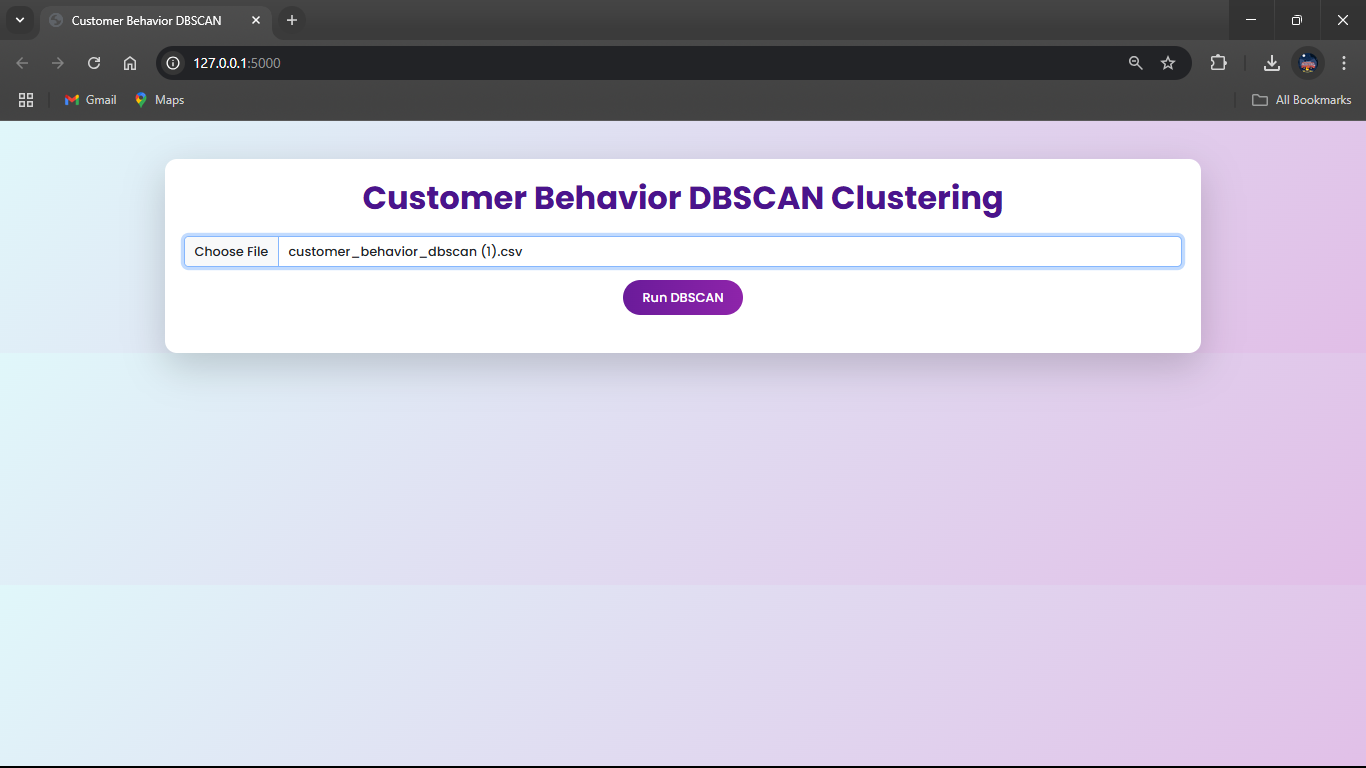 Customer Behavior DBSCAN
127.0.0.1:5000
Gmail
Maps
All Bookmarks
Customer Behavior DBSCAN Clustering
Choose File customer_behavior_dbscan (1).csv
Run DBSCAN